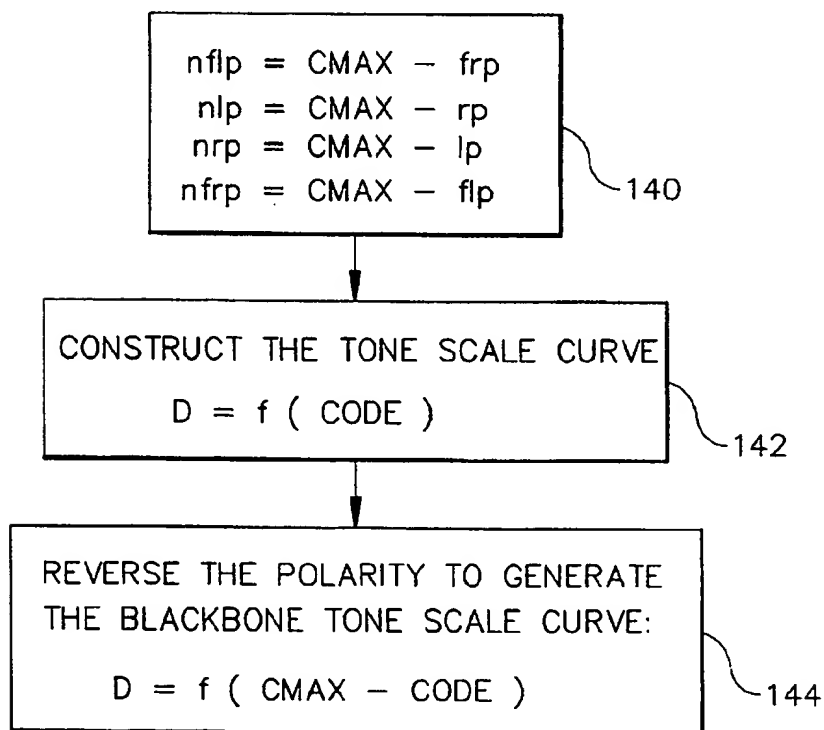 nflp = CMAX - frp
nlp = CMAX - rp
nrp = CMAX - lp
nfrp = CMAX - flp
140
CONSTRUCT THE TONE SCALE CURVE
D = f ( CODE )
142
REVERSE THE POLARITY TO GENERATE
THE BLACKBONE TONE SCALE CURVE:
D = f ( CMAX - CODE )
144